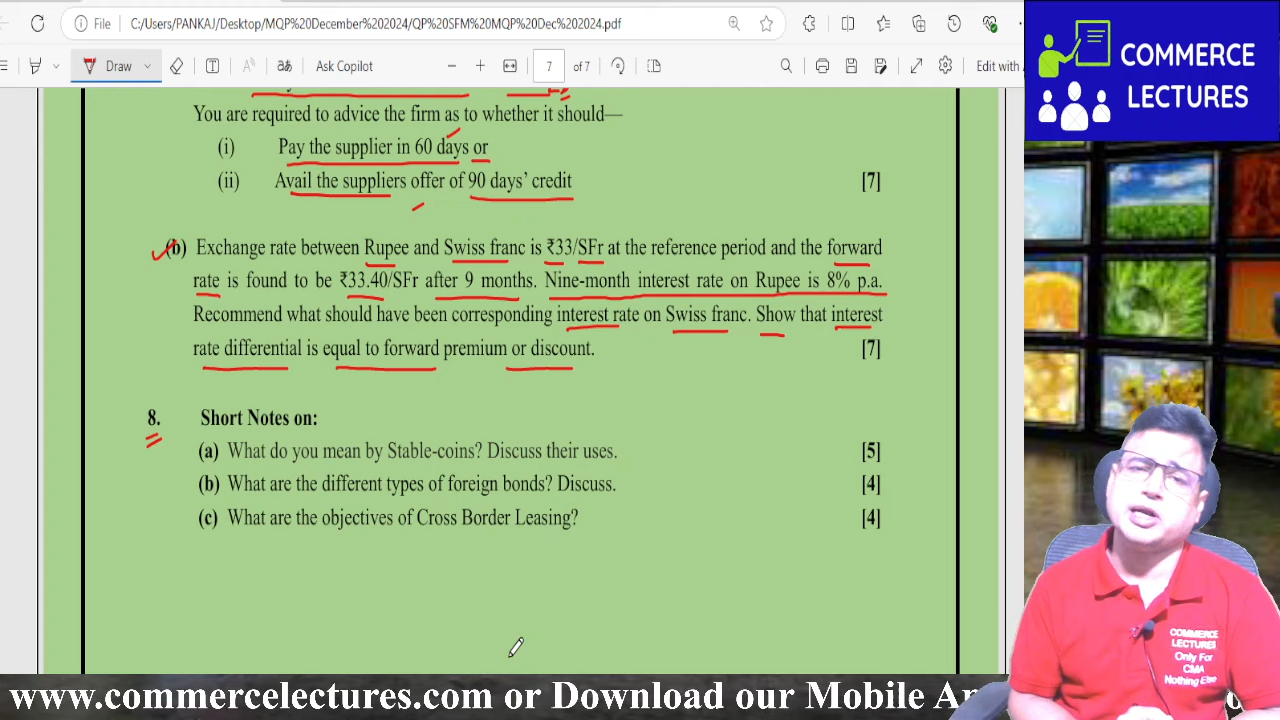 File
C:/Users/PANKAJ/Desktop/MQP%20December%202024/QP%20SFM%20MQP%20Dec%202024.pdf
Draw
Ask Copilot
7
of 7
Edit with
COMMERCE
LECTURES
You are required to advice the firm as to whether it should—
(i) Pay the supplier in 60 days or
(ii) Avail the suppliers offer of 90 days' credit [7]
(b) Exchange rate between Rupee and Swiss franc is ₹33/SFr at the reference period and the forward
rate is found to be ₹33.40/SFr after 9 months. Nine-month interest rate on Rupee is 8% p.a.
Recommend what should have been corresponding interest rate on Swiss franc. Show that interest
rate differential is equal to forward premium or discount. [7]
8. Short Notes on:
(a) What do you mean by Stable-coins? Discuss their uses. [5]
(b) What are the different types of foreign bonds? Discuss. [4]
(c) What are the objectives of Cross Border Leasing? [4]
COMMERCE
LECTURES
Only For
CMA
Nothing Else
www.commercelectures.com or Download our Mobile A